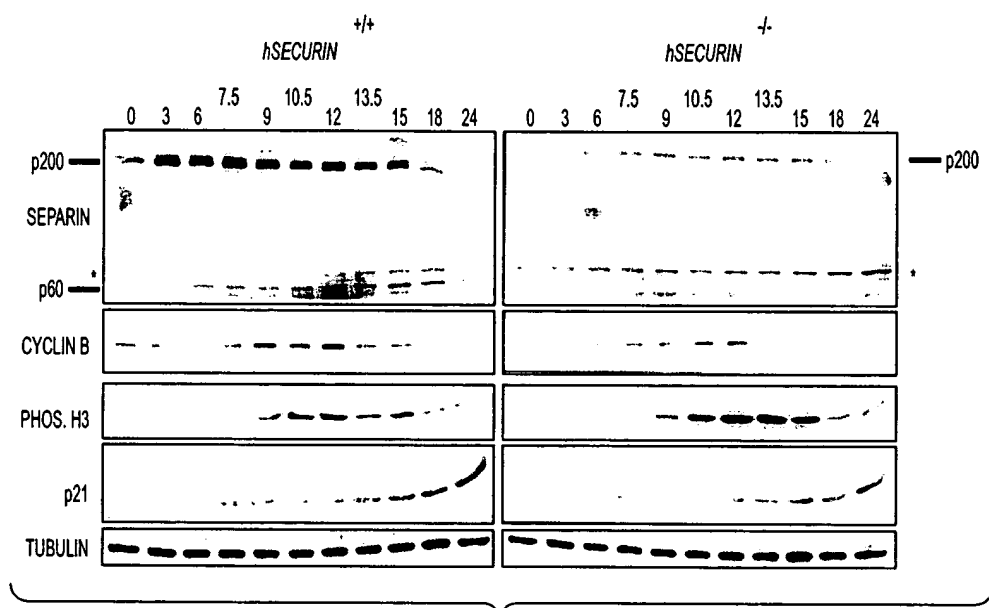 +/+
hSECURIN
-/-
hSECURIN
0 3 6 7.5 9 10.5 12 13.5 15 18 24
0 3 6 7.5 9 10.5 12 13.5 15 18 24
p200
p200
SEPARIN
*
*
p60
CYCLIN B
PHOS. H3
p21
TUBULIN